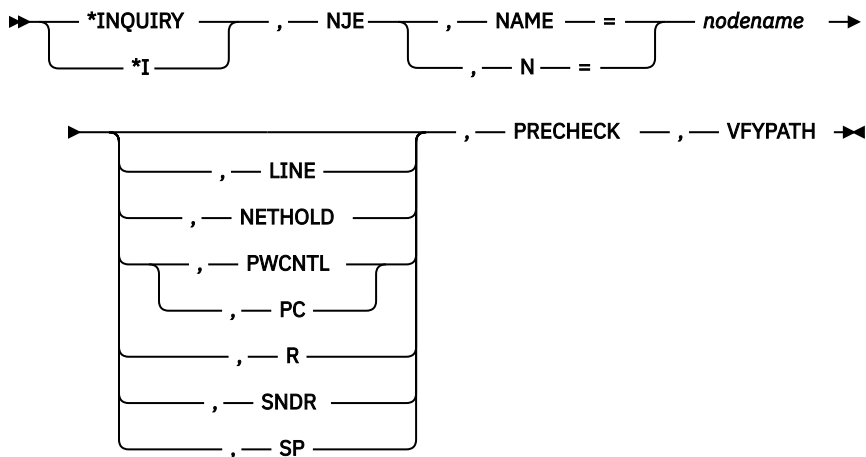 *INQUIRY , NJE , NAME = nodename
*I , N =
, PRECHECK , VFYPATH
, LINE
, NETHOLD
, PWCNTL
, PC
, R
, SNDR
, SP